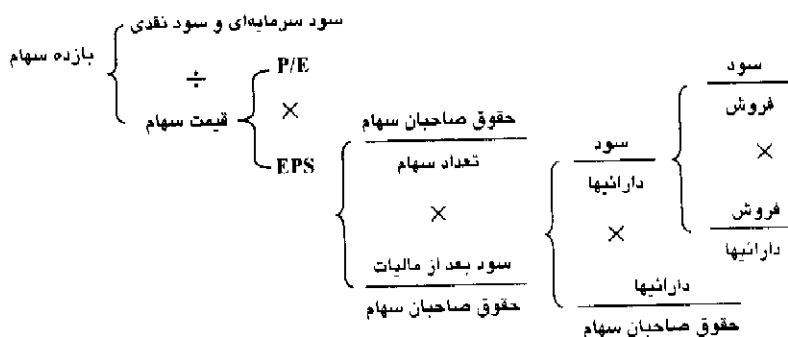 بازده سهام
سود سرمایه‌ای و سود نقدی
÷
قیمت سهام
P/E
×
EPS
حقوق صاحبان سهام
تعداد سهام
×
سود بعد از مالیات
حقوق صاحبان سهام
سود
دارائیها
×
دارائیها
حقوق صاحبان سهام
سود
فروش
×
فروش
دارائیها